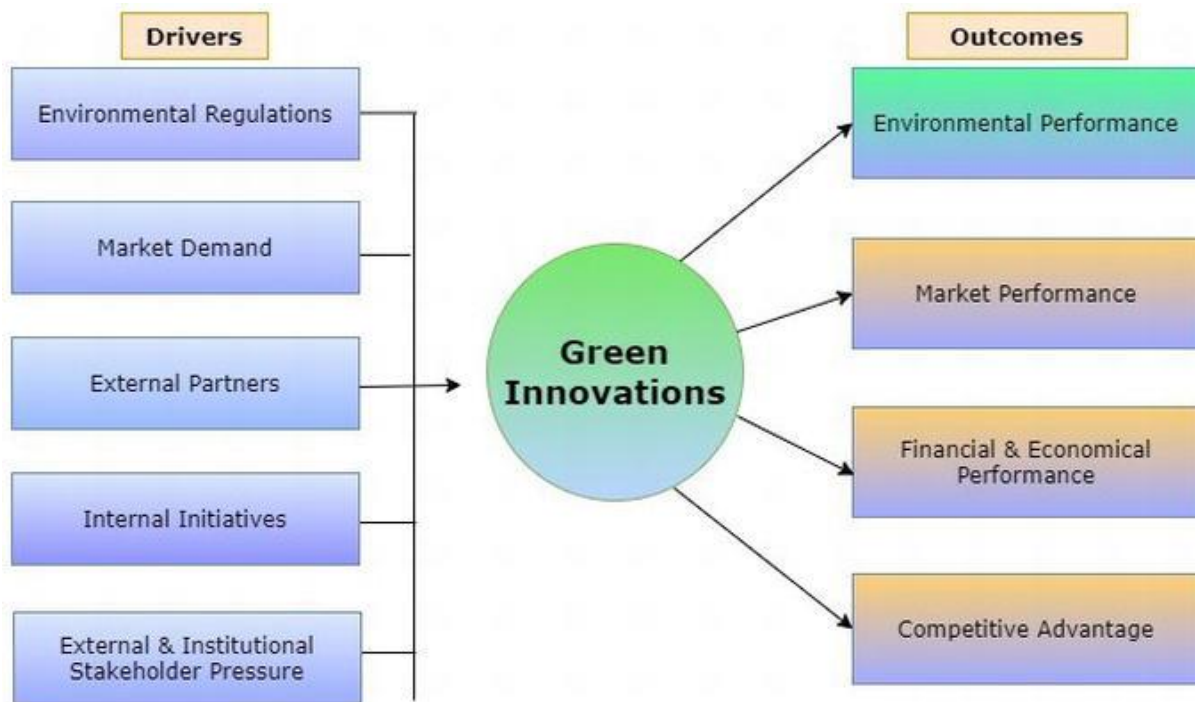 Drivers
Environmental Regulations
Market Demand
External Partners
Internal Initiatives
External & Institutional
Stakeholder Pressure
Green
Innovations
Outcomes
Environmental Performance
Market Performance
Financial & Economical
Performance
Competitive Advantage